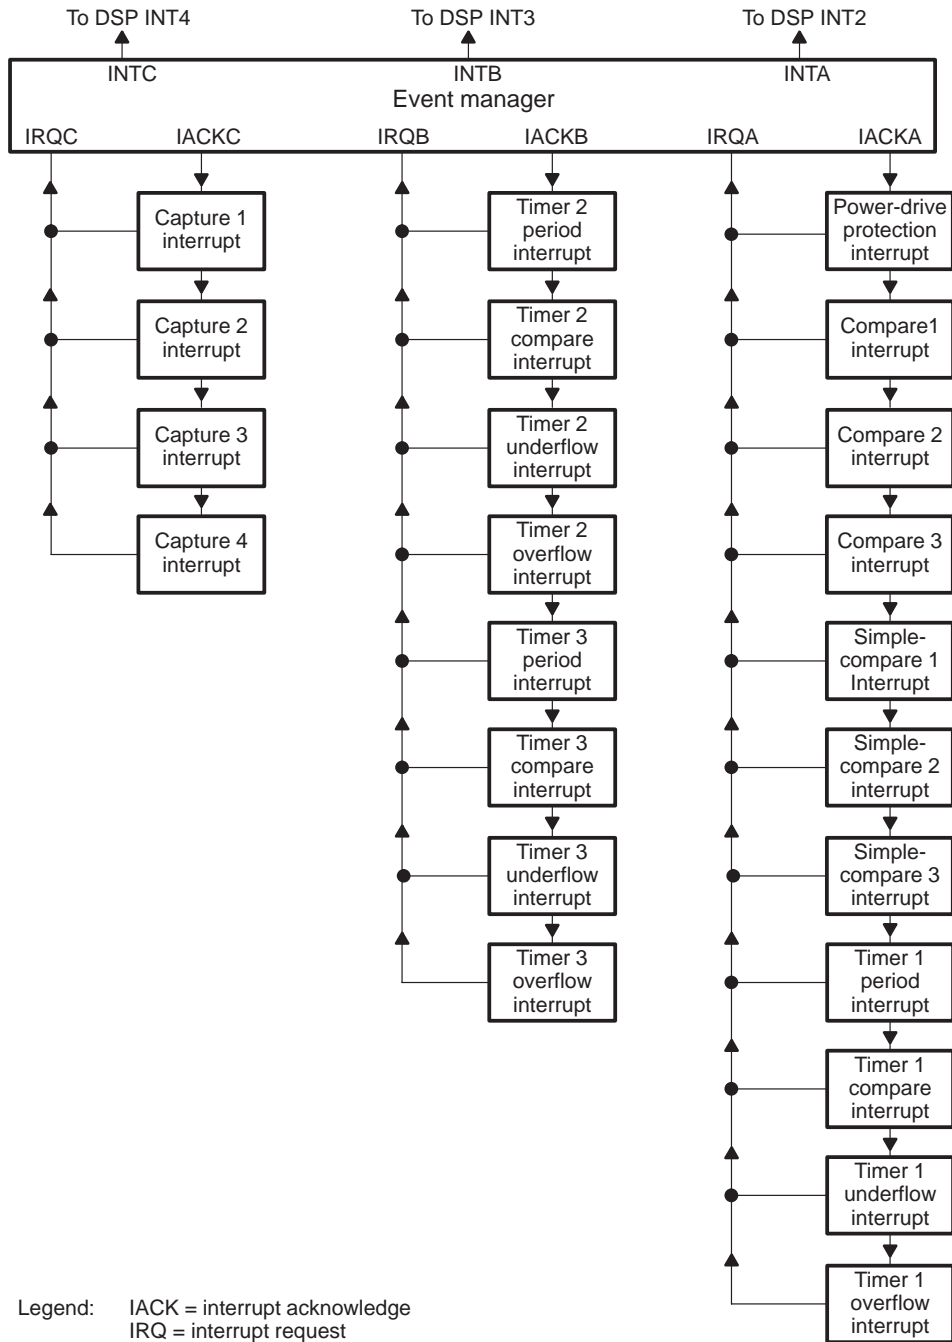 To DSP INT4
To DSP INT3
To DSP INT2
INTC
INTB
INTA
Event manager
IRQC
IACKC
IRQB
IACKB
IRQA
IACKA
Capture 1
interrupt
Capture 2
interrupt
Capture 3
interrupt
Capture 4
interrupt
Timer 2
period
interrupt
Timer 2
compare
interrupt
Timer 2
underflow
interrupt
Timer 2
overflow
interrupt
Timer 3
period
interrupt
Timer 3
compare
interrupt
Timer 3
underflow
interrupt
Timer 3
overflow
interrupt
Power-drive
protection
interrupt
Compare1
interrupt
Compare 2
interrupt
Compare 3
interrupt
Simple-
compare 1
Interrupt
Simple-
compare 2
interrupt
Simple-
compare 3
interrupt
Timer 1
period
interrupt
Timer 1
compare
interrupt
Timer 1
underflow
interrupt
Timer 1
overflow
interrupt
Legend: IACK = interrupt acknowledge
IRQ = interrupt request